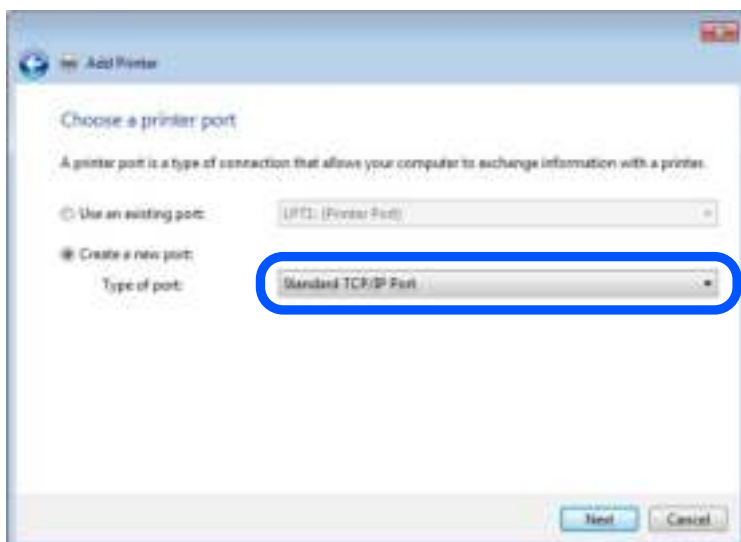 Add Printer
Choose a printer port
A printer port is a type of connection that allows your computer to exchange information with a printer.
Use an existing port: LPT1: (Printer Port)
Create a new port:
Type of port: Standard TCP/IP Port
Next Cancel